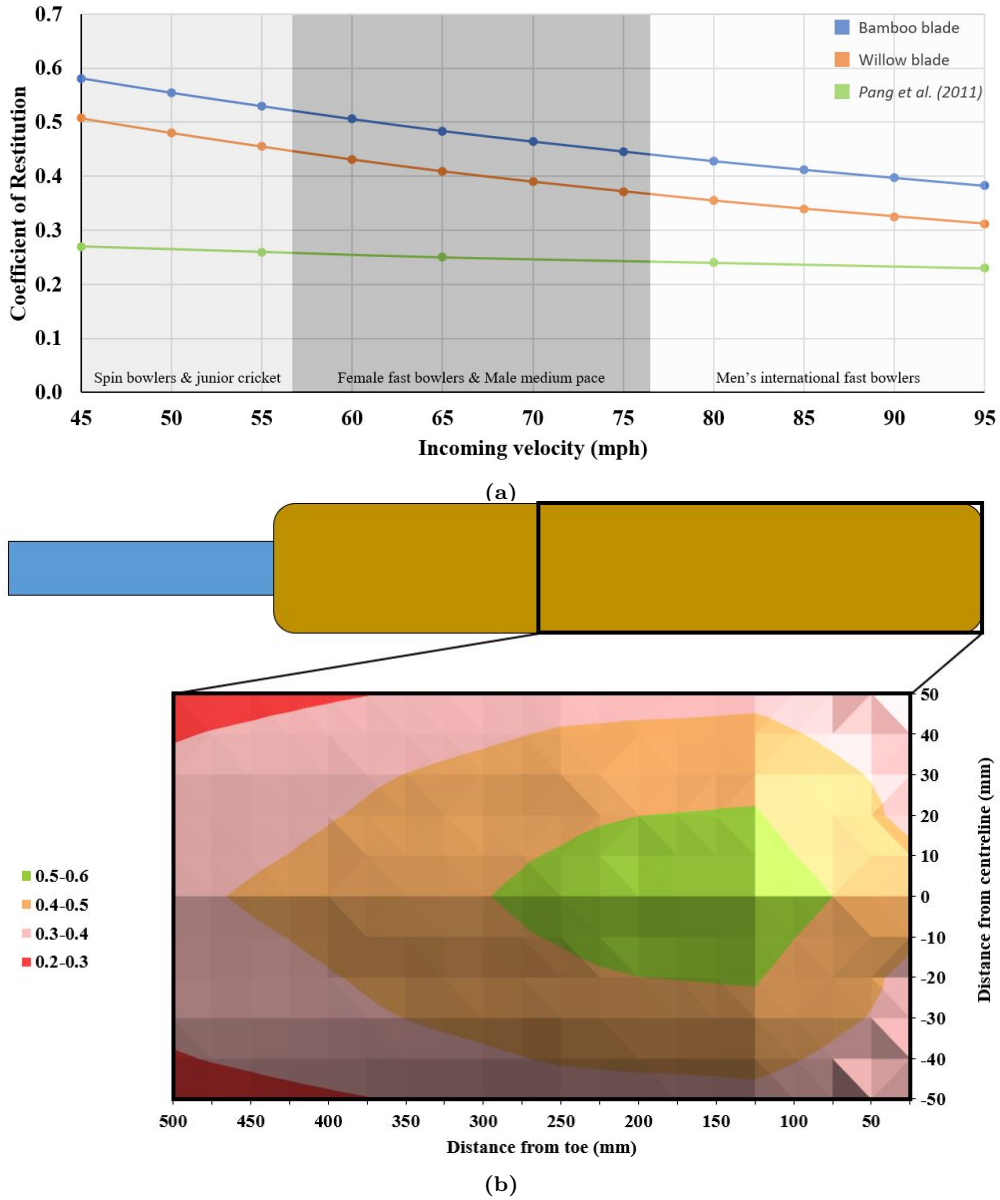 0.7
0.6
0.5
0.4
0.3
0.2
0.1
0.0
Coefficient of Restitution
Bamboo blade
Willow blade
Pang et al. (2011)
Spin bowlers & junior cricket
Female fast bowlers & Male medium pace
Men's international fast bowlers
45 50 55 60 65 70 75 80 85 90 95
Incoming velocity (mph)
(a)
0.5-0.6
0.4-0.5
0.3-0.4
0.2-0.3
50
40
30
20
10
0
-10
-20
-30
-40
-50
Distance from centreline (mm)
500 450 400 350 300 250 200 150 100 50
Distance from toe (mm)
(b)